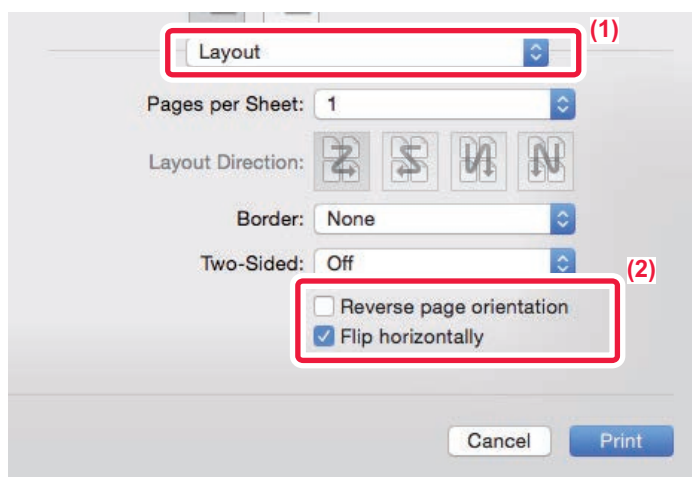 (1)
Layout
Pages per Sheet: 1
Layout Direction:
Border: None
Two-Sided: Off
(2)
Reverse page orientation
Flip horizontally
Cancel Print